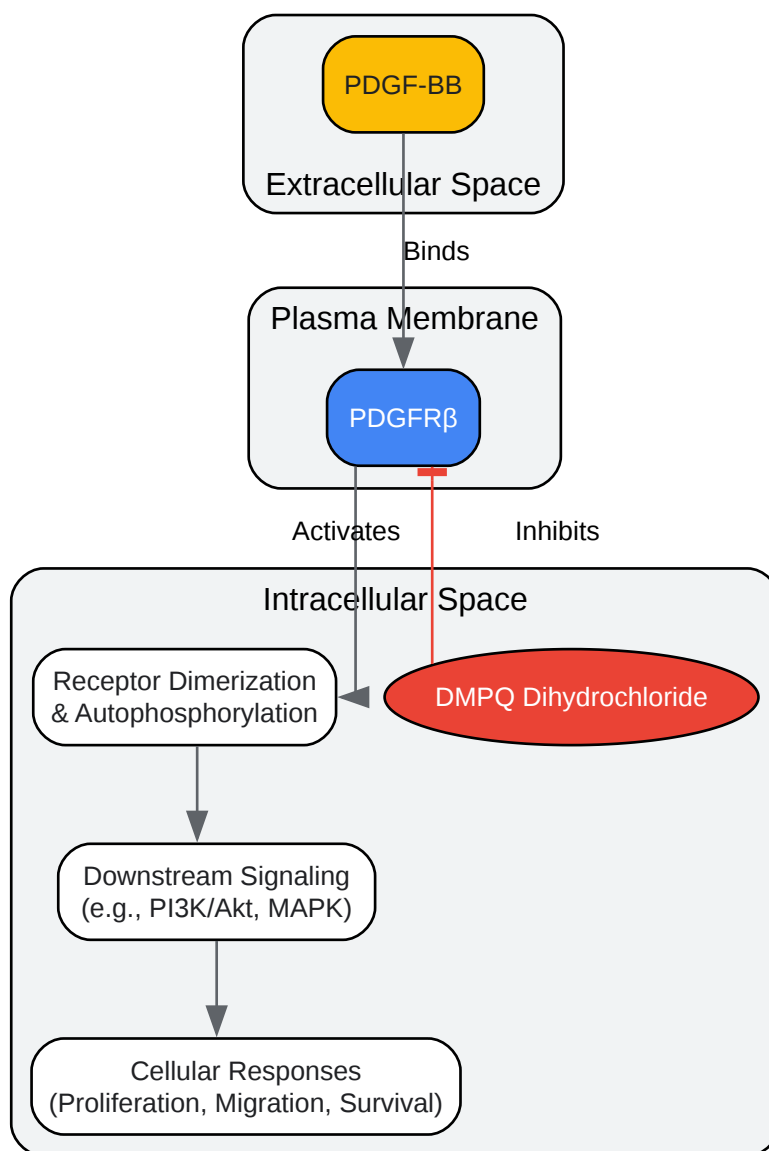 PDGF-BB
Extracellular Space
Binds
Plasma Membrane
PDGFRβ
Activates
Inhibits
Intracellular Space
Receptor Dimerization
& Autophosphorylation
DMPQ Dihydrochloride
Downstream Signaling
(e.g., PI3K/Akt, MAPK)
Cellular Responses
(Proliferation, Migration, Survival)